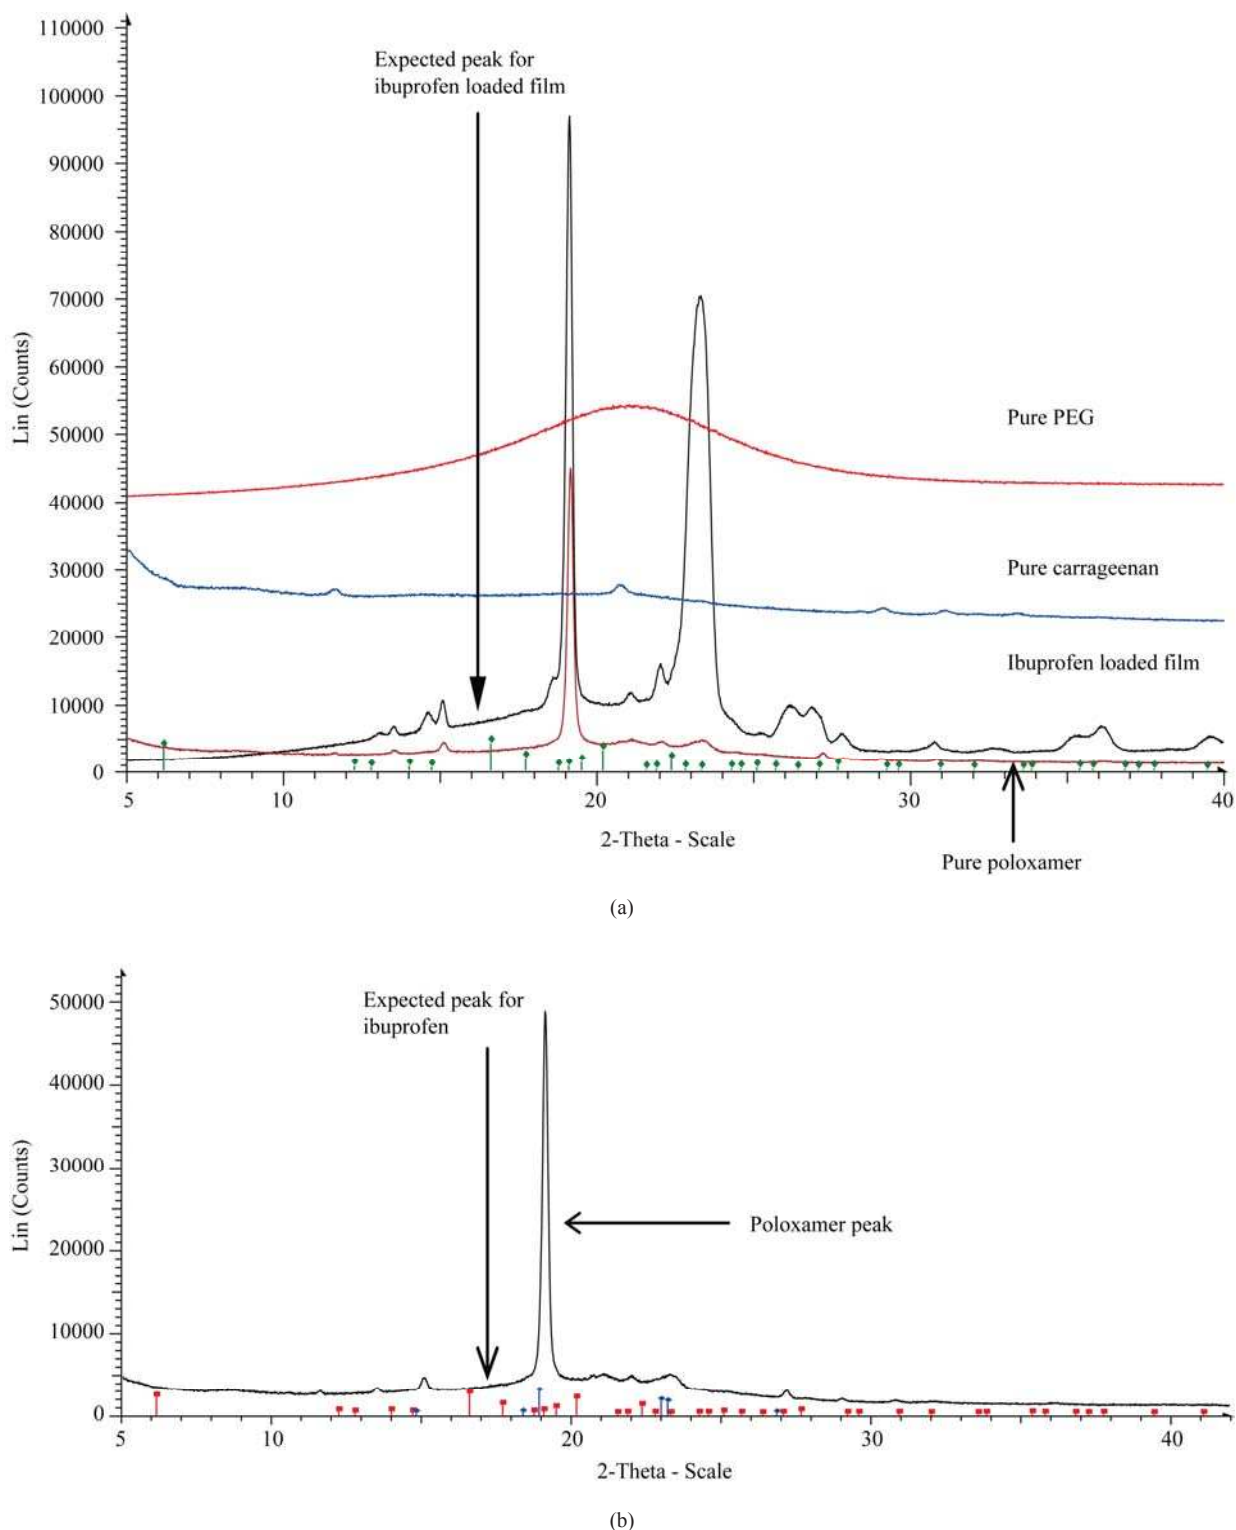 110000
Expected peak for
ibuprofen loaded film
100000
90000
80000
70000
60000
50000
40000
30000
20000
10000
0
Lin (Counts)
Pure PEG
Pure carrageenan
Ibuprofen loaded film
5 10 20 30 40
2-Theta - Scale
Pure poloxamer
(a)
Expected peak for
ibuprofen
50000
40000
30000
20000
10000
0
Lin (Counts)
Poloxamer peak
5 10 20 30 40
2-Theta - Scale
(b)